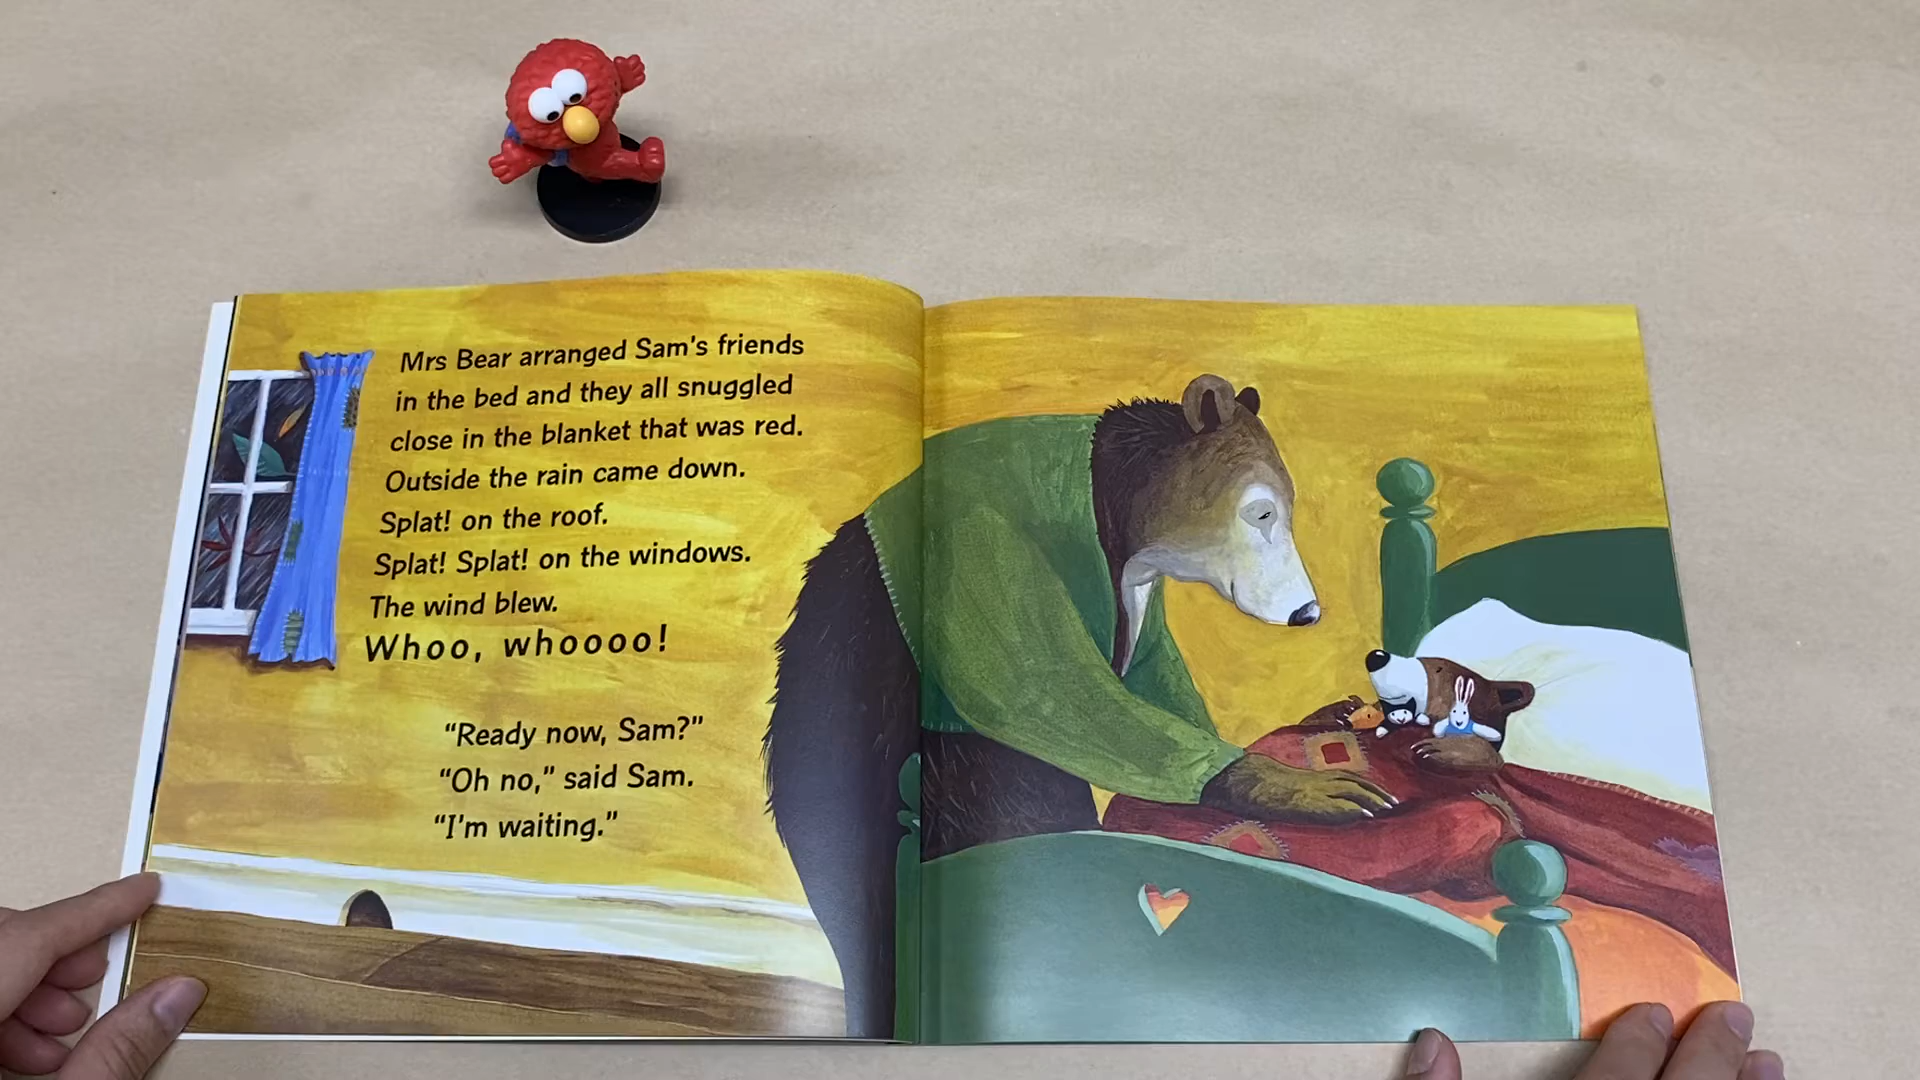 Mrs Bear arranged Sam's friends
in the bed and they all snuggled
close in the blanket that was red.
Outside the rain came down.
Splat! on the roof.
Splat! Splat! on the windows.
The wind blew.
Whoo, whoooo!
“Ready now, Sam?”
“Oh no,” said Sam.
“I'm waiting.”